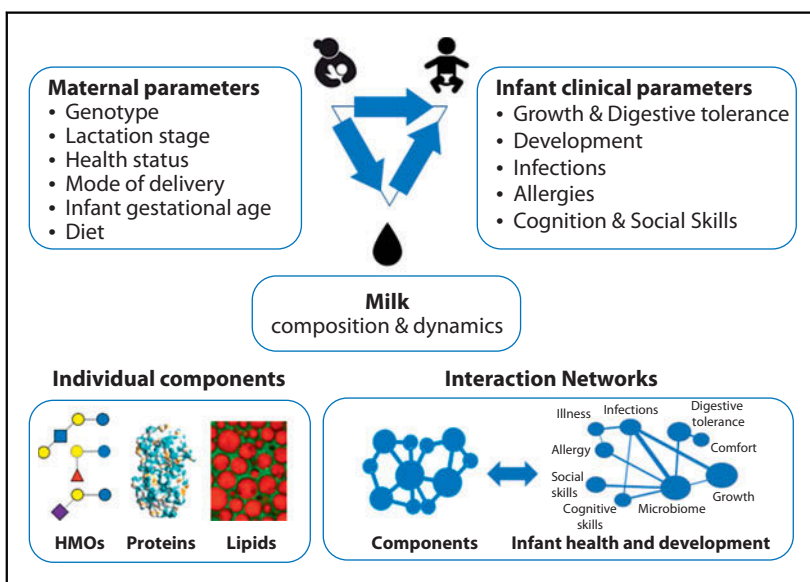 Maternal parameters
• Genotype
• Lactation stage
• Health status
• Mode of delivery
• Infant gestational age
• Diet
Infant clinical parameters
• Growth & Digestive tolerance
• Development
• Infections
• Allergies
• Cognition & Social Skills
Milk
composition & dynamics
Individual components
HMOs
Proteins
Lipids
Interaction Networks
Components
Illness
Infections
Digestive
tolerance
Allergy
Comfort
Social
skills
Cognitive
skills
Microbiome
Growth
Infant health and development